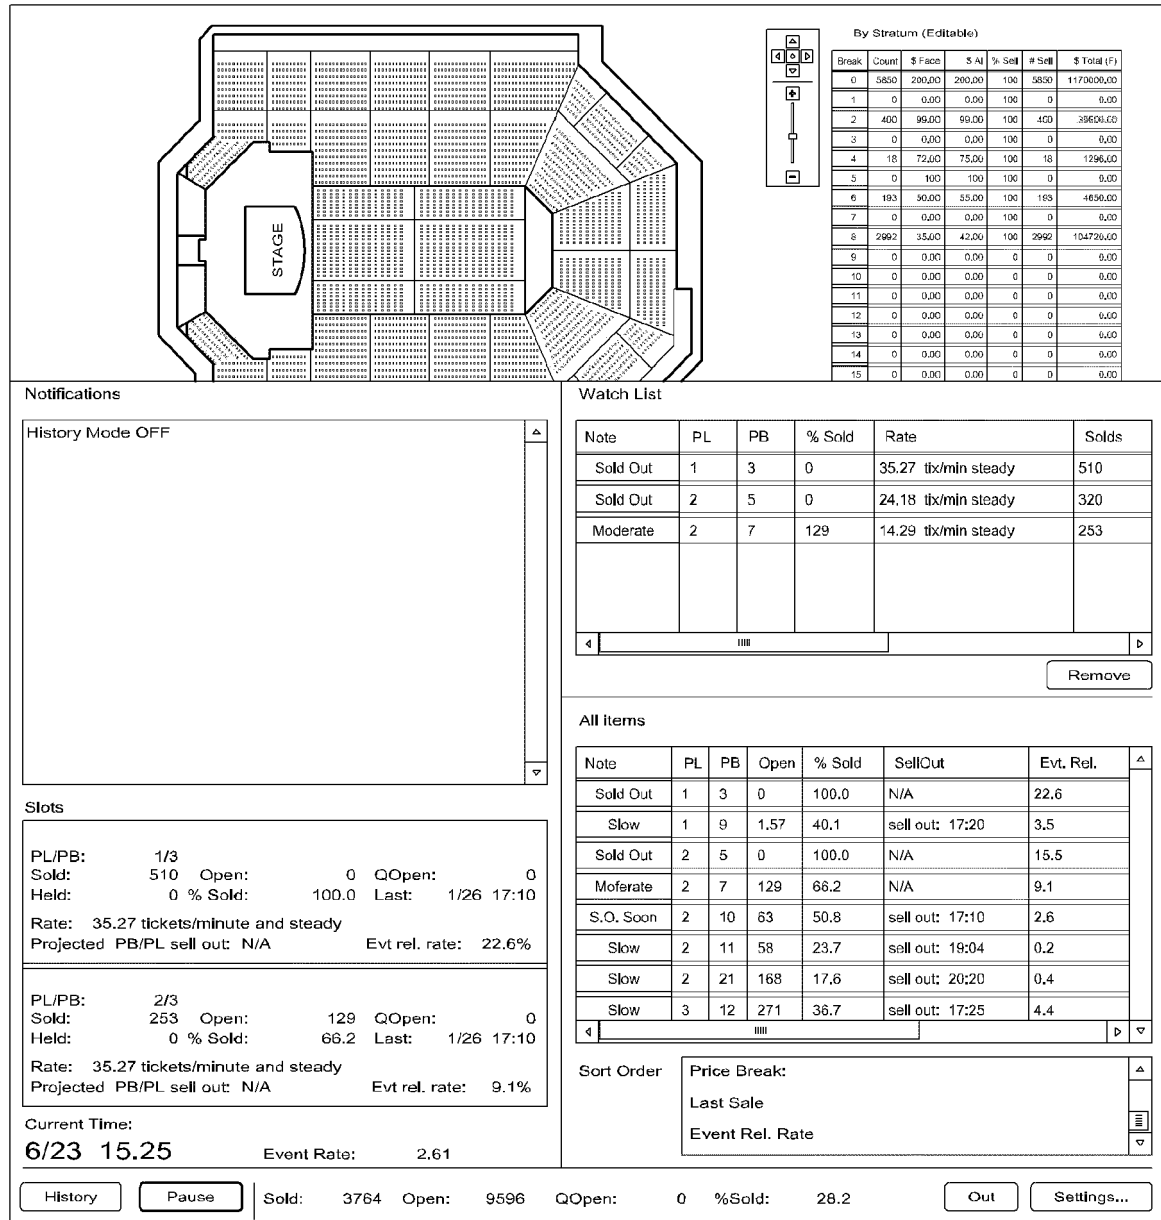 STAGE
By Stratum (Editable)
Break Count $ Face $ Al % Sell # Sell $ Total (F)
0 5850 200.00 200.00 100 5850 1170000.00
1 0 0.00 0.00 100 0 0.00
2 400 99.00 99.00 100 400 39600.00
3 0 0.00 0.00 100 0 0.00
4 18 72.00 75.00 100 18 1296.00
5 0 100 100 100 0 0.00
6 193 50.00 55.00 100 193 4650.00
7 0 0.00 0.00 100 0 0.00
8 2992 35.00 42.00 100 2992 104720.00
9 0 0.00 0.00 0 0 0.00
10 0 0.00 0.00 0 0 0.00
11 0 0.00 0.00 0 0 0.00
12 0 0.00 0.00 0 0 0.00
13 0 0.00 0.00 0 0 0.00
14 0 0.00 0.00 0 0 0.00
15 0 0.00 0.00 0 0 0.00
Notifications
History Mode OFF
Watch List
Note PL PB % Sold Rate Solds
Sold Out 1 3 0 35.27 tix/min steady 510
Sold Out 2 5 0 24,18 tix/min steady 320
Moderate 2 7 129 14.29 tix/min steady 253
Remove
All items
Note PL PB Open % Sold SellOut Evt. Rel.
Sold Out 1 3 0 100.0 N/A 22.6
Slow 1 9 1.57 40.1 sell out: 17:20 3.5
Sold Out 2 5 0 100.0 N/A 15.5
Moferate 2 7 129 66.2 N/A 9.1
S.O. Soon 2 10 63 50.8 sell out: 17:10 2.6
Slow 2 11 58 23.7 sell out: 19:04 0.2
Slow 2 21 168 17.6 sell out: 20:20 0.4
Slow 3 12 271 36.7 sell out: 17:25 4.4
Slots
PL/PB: 1/3
Sold: 510 Open: 0 QOpen: 0
Held: 0 % Sold: 100.0 Last: 1/26 17:10
Rate: 35.27 tickets/minute and steady
Projected PB/PL sell out: N/A Evt rel. rate: 22.6%
PL/PB: 2/3
Sold: 253 Open: 129 QOpen: 0
Held: 0 % Sold: 66.2 Last: 1/26 17:10
Rate: 35.27 tickets/minute and steady
Projected PB/PL sell out: N/A Evt rel. rate: 9.1%
Sort Order
Price Break:
Last Sale
Event Rel. Rate
Current Time:
6/23 15.25 Event Rate: 2.61
History Pause Sold: 3764 Open: 9596 QOpen: 0 %Sold: 28.2 Out Settings...